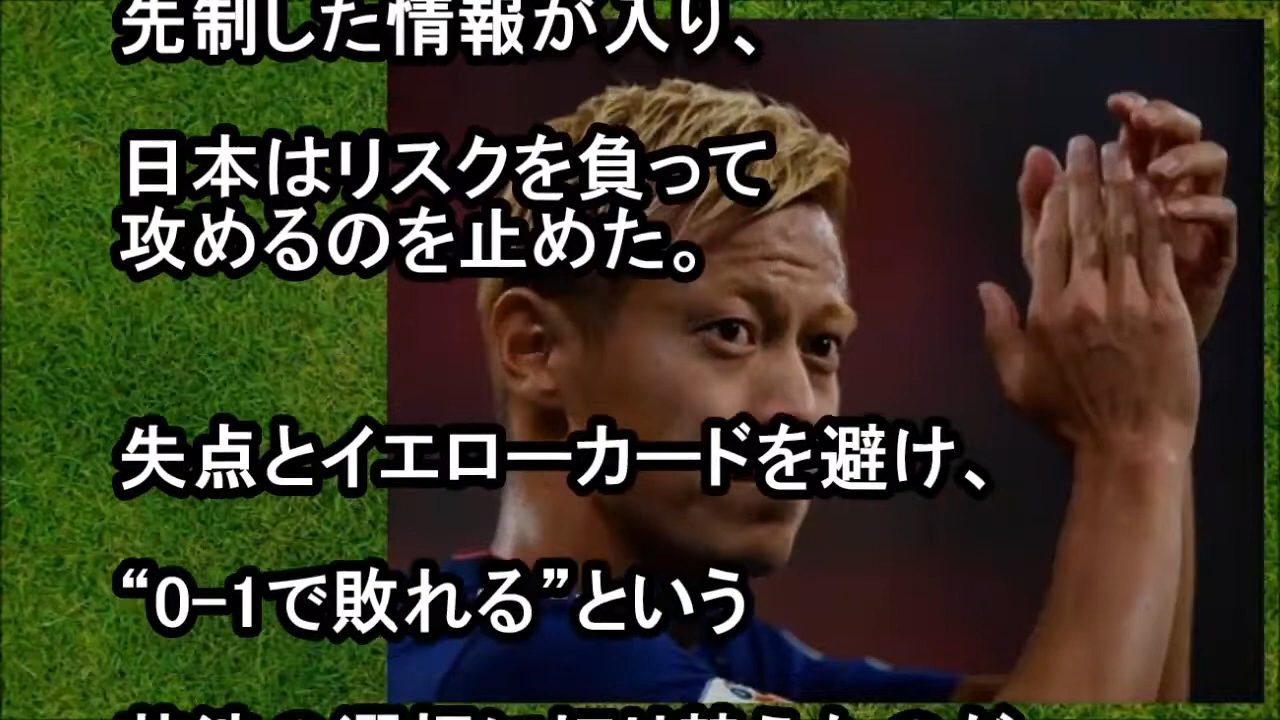 先制した情報が入り、
日本はリスクを負って
攻めるのを止めた。
失点とイエローカードを避け、
“0-1で敗れる”という